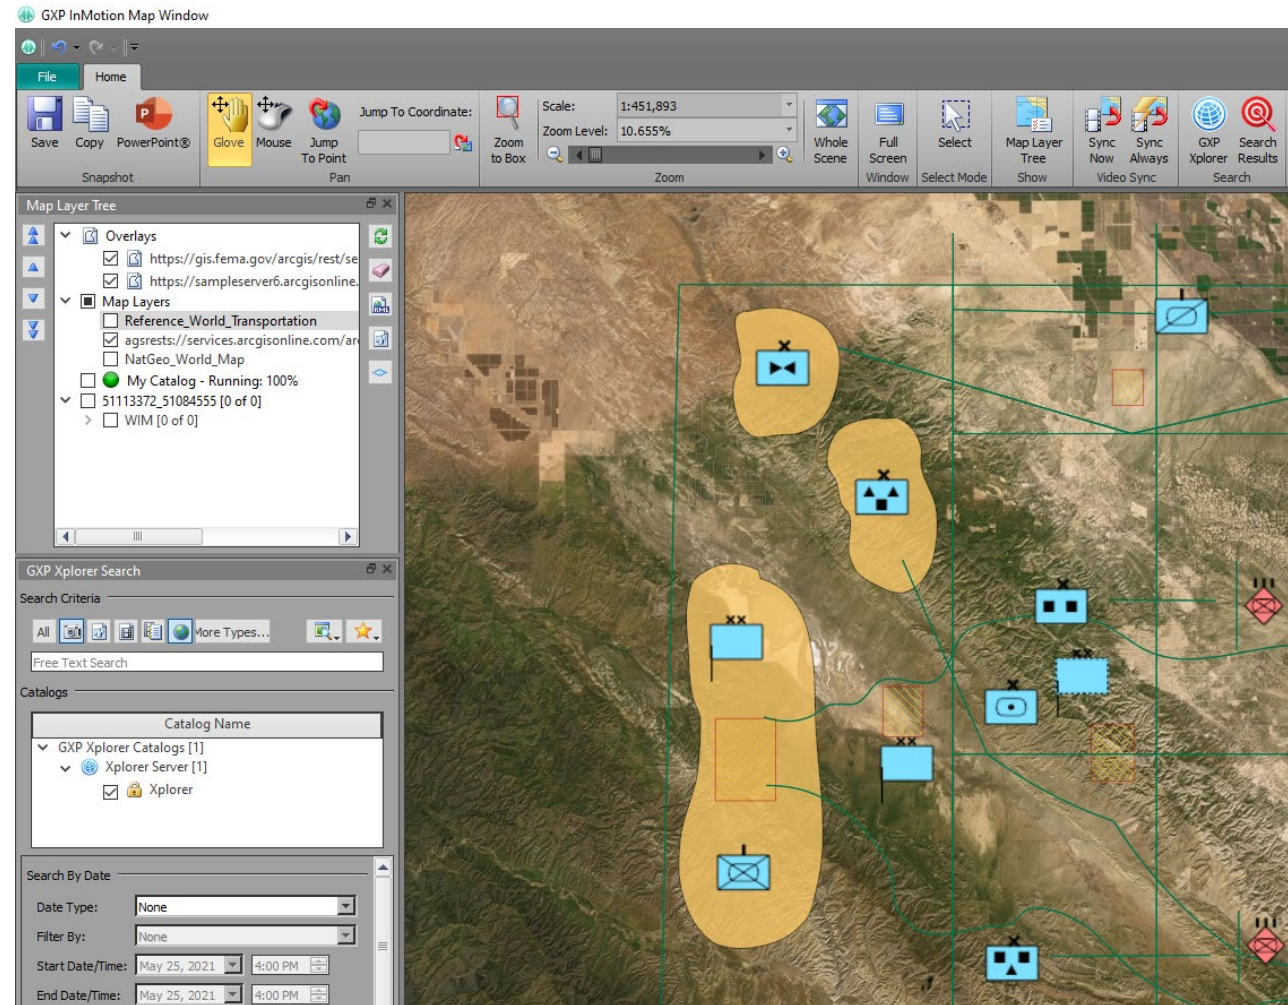 GXP InMotion Map Window
File Home
Jump To Coordinate:
Scale: 1:451,893
Zoom Level: 10.655%
Save Copy PowerPoint® Glove Mouse Jump To Point Zoom to Box Whole Scene Full Screen Select Map Layer Tree Sync Now Sync Always GXP Xplorer Search Results
Snapshot Pan Zoom Window Select Mode Show Video Sync Search
Map Layer Tree
Overlays
https://gis.fema.gov/arcgis/rest/se
https://sampleserver6.arcgisonline.
Map Layers
Reference_World_Transportation
agsrests://services.arcgisonline.com/ar
NatGeo_World_Map
My Catalog - Running: 100%
51113372_51084555 [0 of 0]
WIM [0 of 0]
GXP Xplorer Search
Search Criteria
All More Types...
Free Text Search
Catalogs
Catalog Name
GXP Xplorer Catalogs [1]
Xplorer Server [1]
Xplorer
Search By Date
Date Type: None
Filter By: None
Start Date/Time: May 25, 2021 4:00 PM
End Date/Time: May 25, 2021 4:00 PM